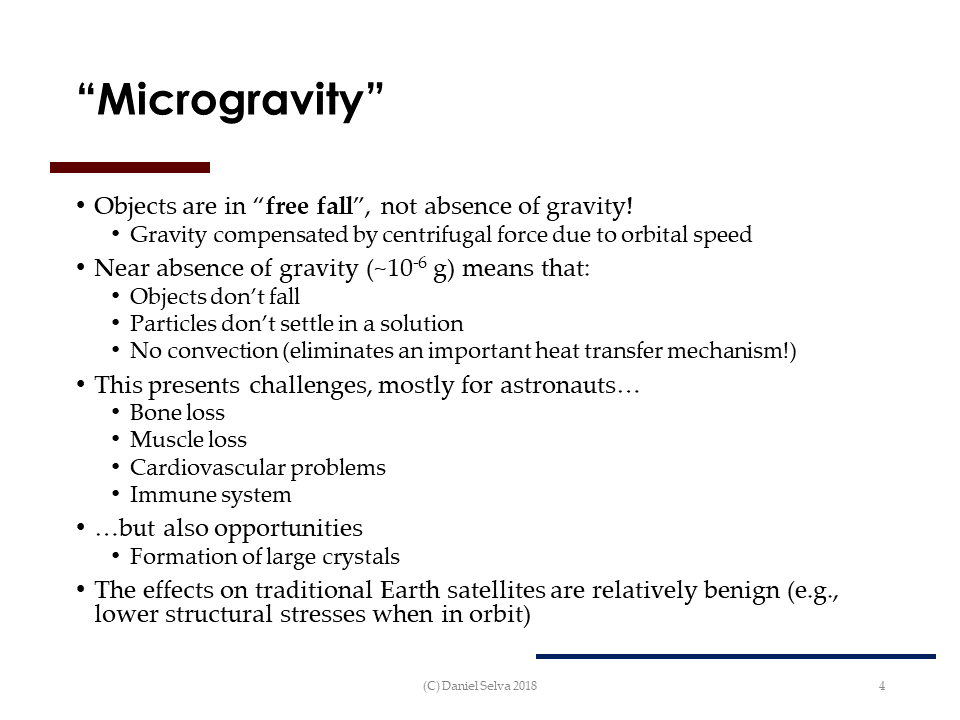 “Microgravity”
• Objects are in “free fall”, not absence of gravity!
• Gravity compensated by centrifugal force due to orbital speed
• Near absence of gravity (~10⁻⁶ g) means that:
• Objects don’t fall
• Particles don’t settle in a solution
• No convection (eliminates an important heat transfer mechanism!)
• This presents challenges, mostly for astronauts…
• Bone loss
• Muscle loss
• Cardiovascular problems
• Immune system
• …but also opportunities
• Formation of large crystals
• The effects on traditional Earth satellites are relatively benign (e.g.,
lower structural stresses when in orbit)
(C) Daniel Selva 2018
4